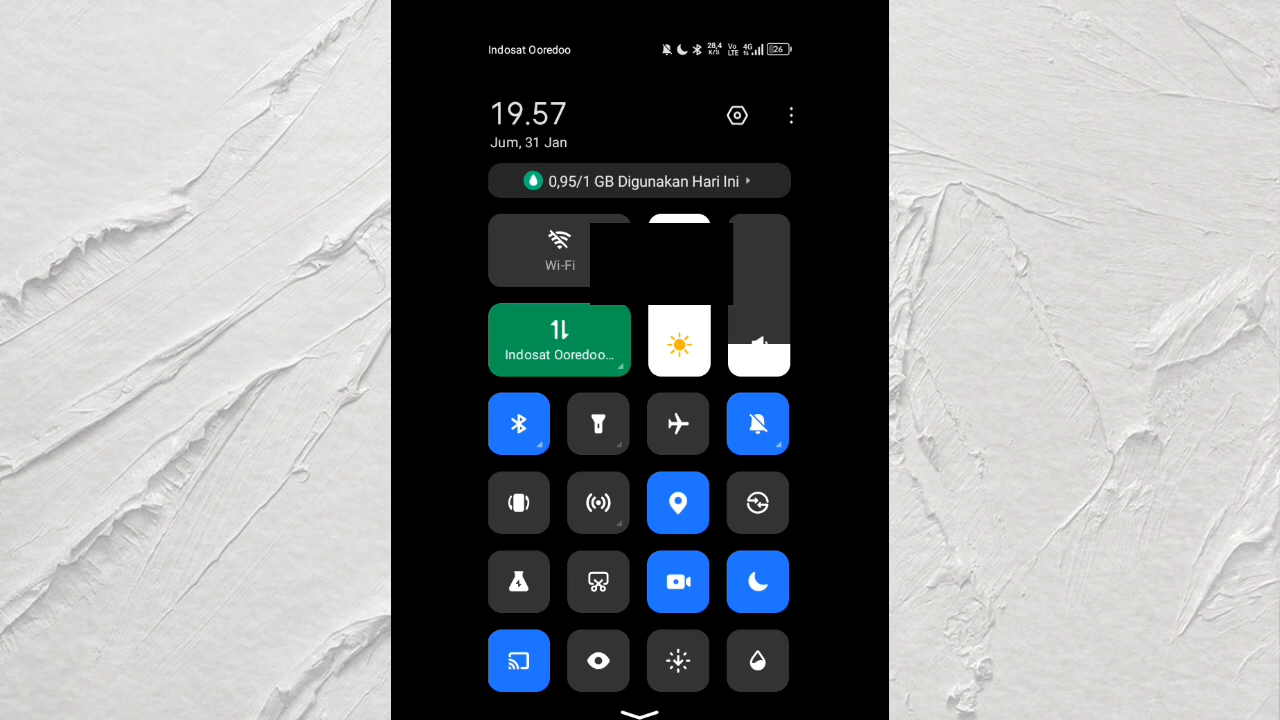 Indosat Ooredoo
28,4 K/S Vo LTE 4G 26
19.57
Jum, 31 Jan
0,95/1 GB Digunakan Hari Ini
Wi-Fi
Indosat Ooredoo...